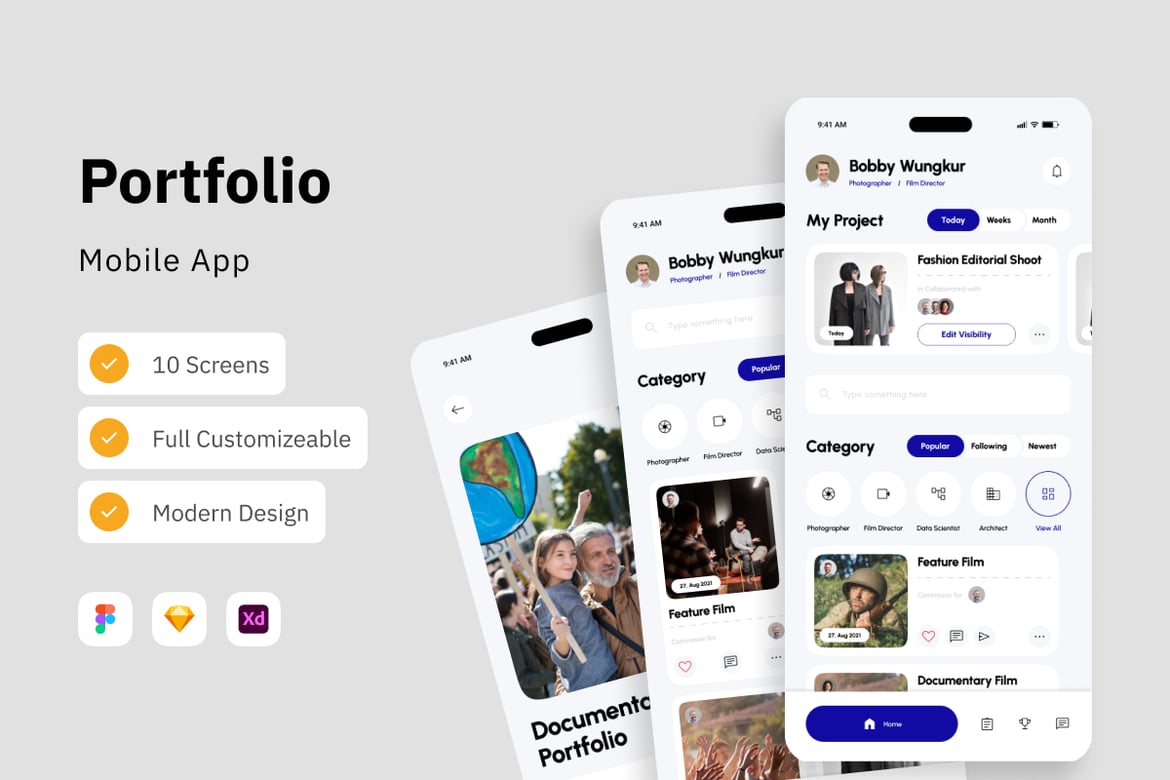 Portfolio
Mobile App
10 Screens
Full Customizeable
Modern Design
Xd
9:41 AM
Documento
Portfolio
9:41 AM
Bobby Wungkur
Photographer / Film Director
Type something here
Category
Popular
Photographer
Film Director
Data Scie
27. Aug 2021
Feature Film
Commision for
9:41 AM
Bobby Wungkur
Photographer / Film Director
My Project
Today
Weeks
Month
Fashion Editorial Shoot
In Collaborated with
Today
Edit Visibility
Type something here
Category
Popular
Following
Newest
Photographer
Film Director
Data Scientist
Architect
View All
Feature Film
Commision for
27. Aug 2021
Documentary Film
Home